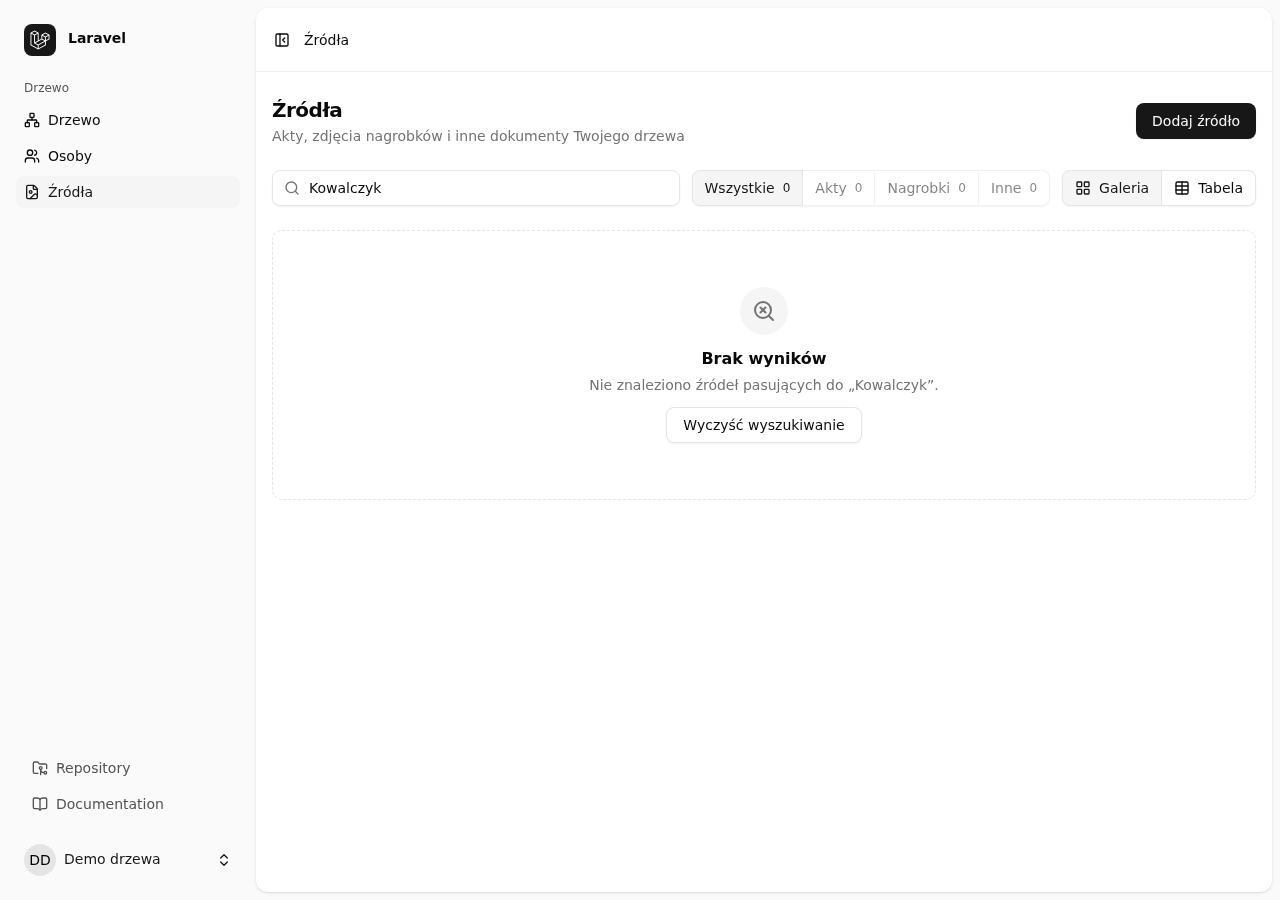 Laravel
Drzewo
Drzewo
Osoby
Źródła
Repository
Documentation
DD Demo drzewa
Źródła
Źródła
Akty, zdjęcia nagrobków i inne dokumenty Twojego drzewa
Dodaj źródło
Kowalczyk
Wszystkie 0 Akty 0 Nagrobki 0 Inne 0
Galeria Tabela
Brak wyników
Nie znaleziono źródeł pasujących do „Kowalczyk”.
Wyczyść wyszukiwanie